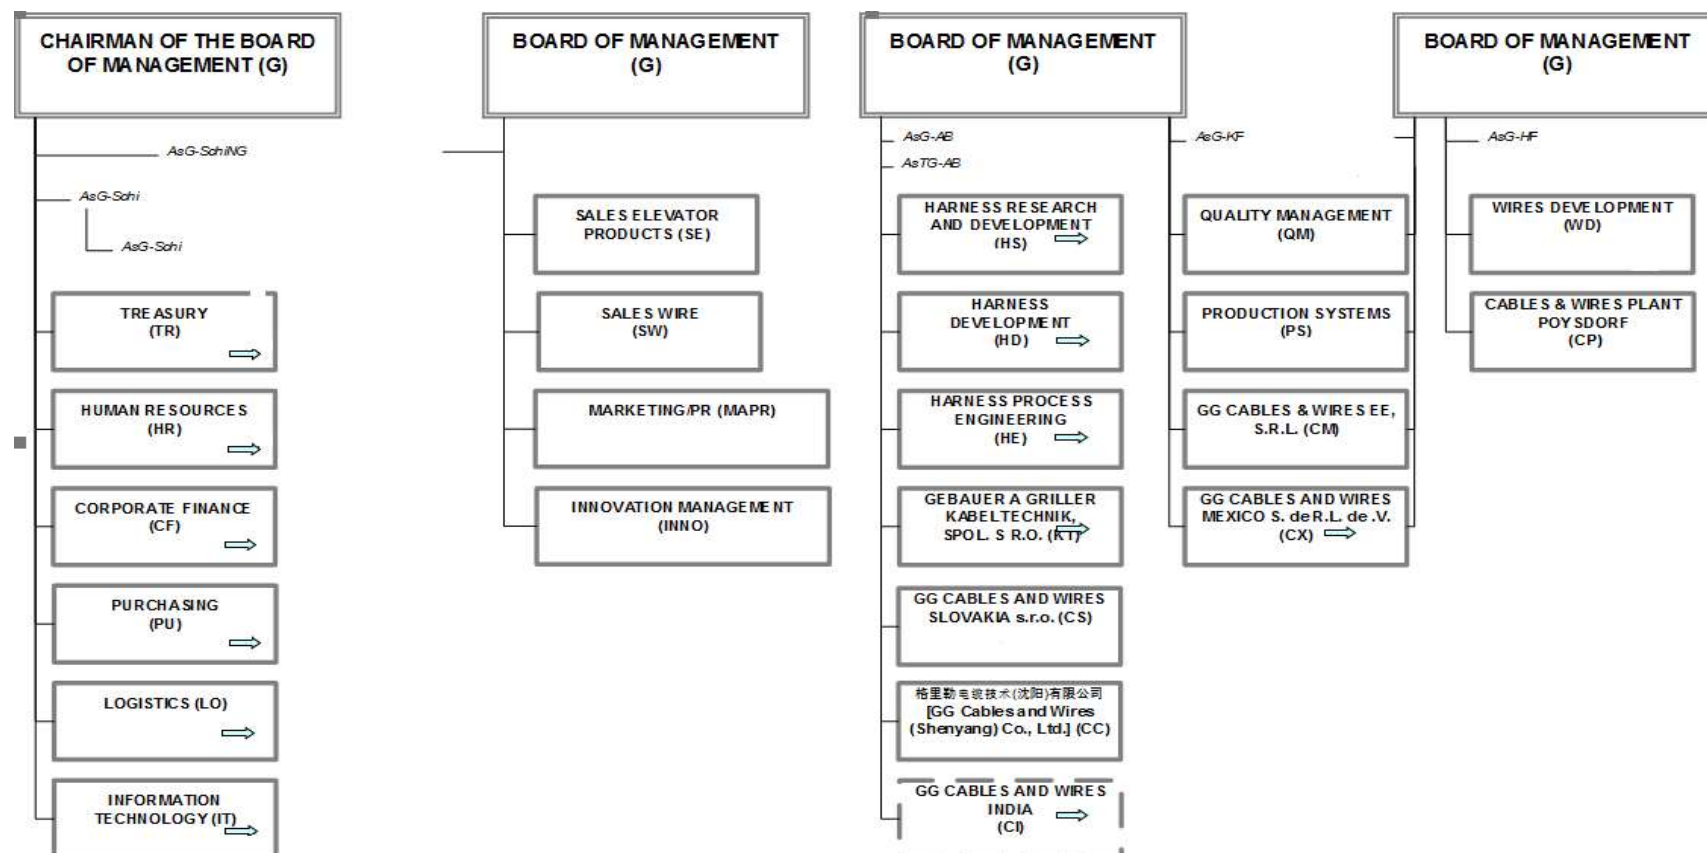 CHAIRMAN OF THE BOARD
OF MANAGEMENT (G)
AsG-SchiNG
AsG-Schi
AsG-Schi
TREASURY
(TR)
HUMAN RESOURCES
(HR)
CORPORATE FINANCE
(CF)
PURCHASING
(PU)
LOGISTICS (LO)
INFORMATION
TECHNOLOGY (IT)
BOARD OF MANAGEMENT
(G)
SALES ELEVATOR
PRODUCTS (SE)
SALES WIRE
(SW)
MARKETING/PR (MAPR)
INNOVATION MANAGEMENT
(INNO)
BOARD OF MANAGEMENT
(G)
AsG-AB
AsTG-AB
HARNESS RESEARCH
AND DEVELOPMENT
(HS)
HARNESS
DEVELOPMENT
(HD)
HARNESS PROCESS
ENGINEERING
(HE)
GEBAUER A GRILLER
KABELTECHNIK,
SPOL. S R.O. (KT)
GG CABLES AND WIRES
SLOVAKIA s.r.o. (CS)
格里勒电缆技术(沈阳)有限公司
[GG Cables and Wires
(Shenyang) Co., Ltd.] (CC)
GG CABLES AND WIRES
INDIA
(CI)
AsG-KF
QUALITY MANAGEMENT
(QM)
PRODUCTION SYSTEMS
(PS)
GG CABLES & WIRES EE,
S.R.L. (CM)
GG CABLES AND WIRES
MEXICO S. de R.L. de .V.
(CX)
BOARD OF MANAGEMENT
(G)
AsG-HF
WIRES DEVELOPMENT
(WD)
CABLES & WIRES PLANT
POYSDORF
(CP)